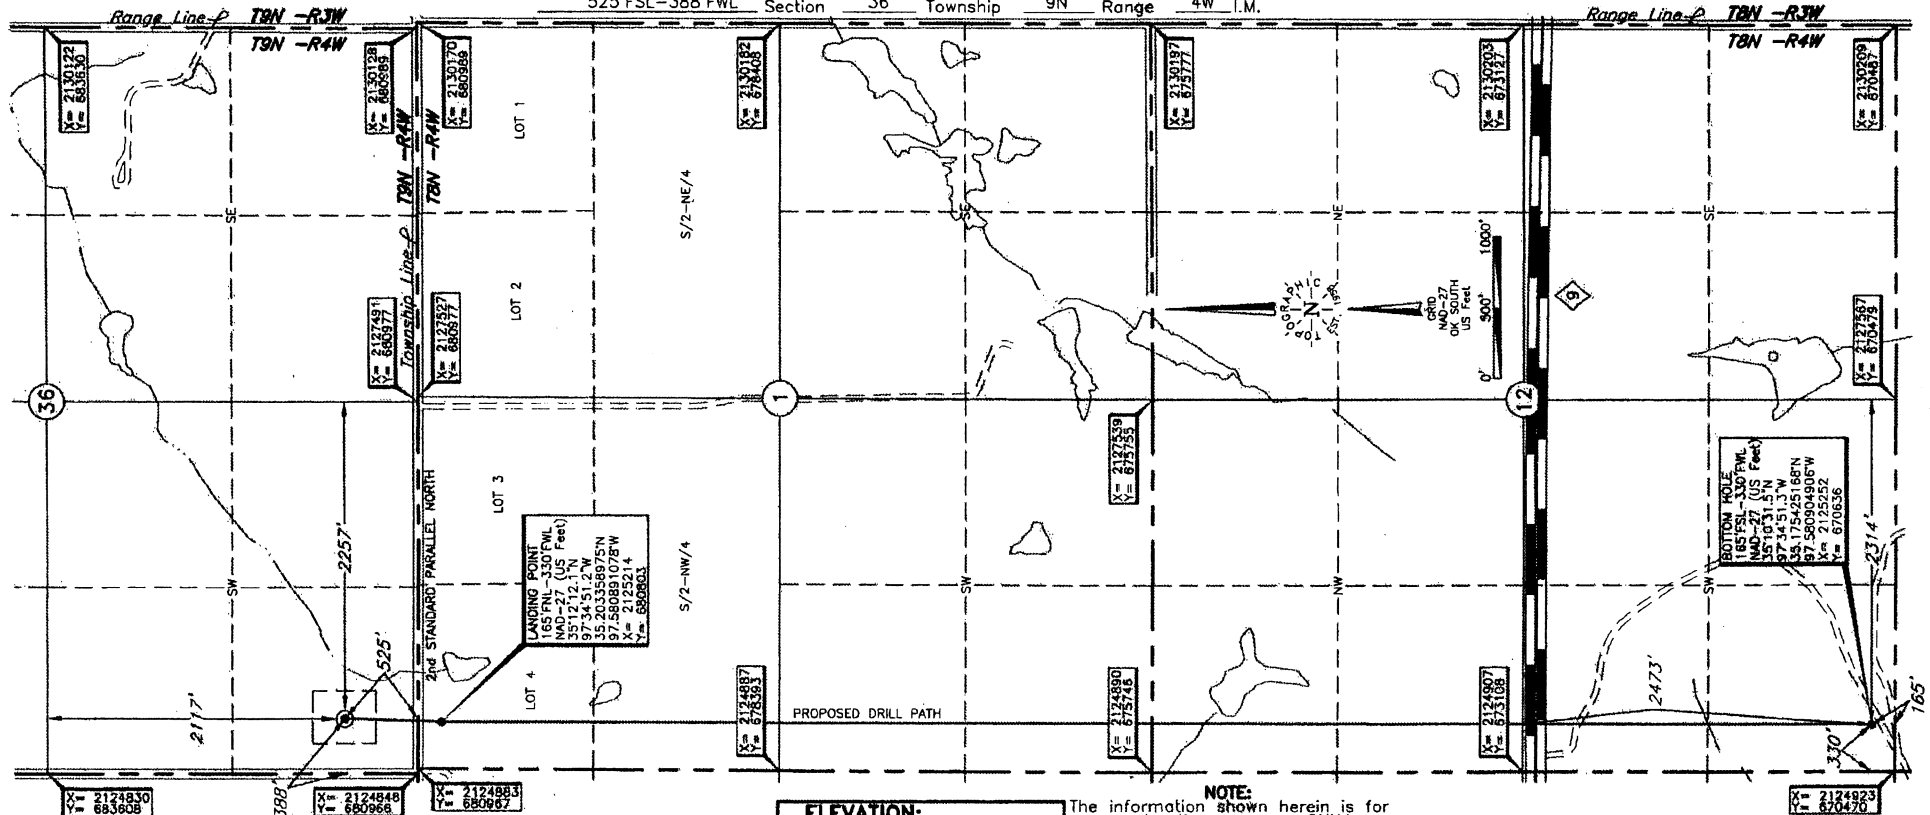 525 FSL-388 FWL Section 36 Township 9N Range 4W I.M.
Range Line T9N -R3W
T9N -R4W
Range Line T8N -R3W
T8N -R4W
X= 2130122
Y= 683630
X= 2130128
Y= 680989
X= 2130170
Y= 680989
X= 2130182
Y= 678408
X= 2130197
Y= 675777
X= 2130203
Y= 673127
X= 2130209
Y= 670487
T9N -R4W
T8N -R4W
Township Line
LOT 1
SE
S/2-NE/4
SE
NE
SE
LOT 2
X= 2127491
Y= 680977
X= 2127527
Y= 680977
TOPOGRAPHIC
N
EST.
GRID
NAD-27
OK SOUTH
US Feet
0' 500' 1000'
9
X= 2127567
Y= 670479
36
1
12
X= 2127539
Y= 675755
2257'
SW
2nd STANDARD PARALLEL NORTH
LOT 3
LANDING POINT
165'FNL-330'FWL
NAD-27 (US Feet)
35°12'12.1"N
97°34'51.2"W
35.203358975°N
97.580891078°W
X= 2125214
Y= 680803
S/2-NW/4
SW
NW
SW
BOTTOM HOLE
165'FSL-330'FWL
NAD-27 (US Feet)
35°10'31.5"N
97°34'51.3"W
35.175425168°N
97.580904906°W
X= 2125252
Y= 670636
2314'
525'
2117'
LOT 4
PROPOSED DRILL PATH
2473'
330'
165'
388'
X= 2124887
Y= 678393
X= 2124890
Y= 675746
X= 2124907
Y= 673108
X= 2124830
Y= 683608
X= 2124848
Y= 680966
X= 2124883
Y= 680967
X= 2124923
Y= 670470
ELEVATION:
NOTE:
The information shown herein is for